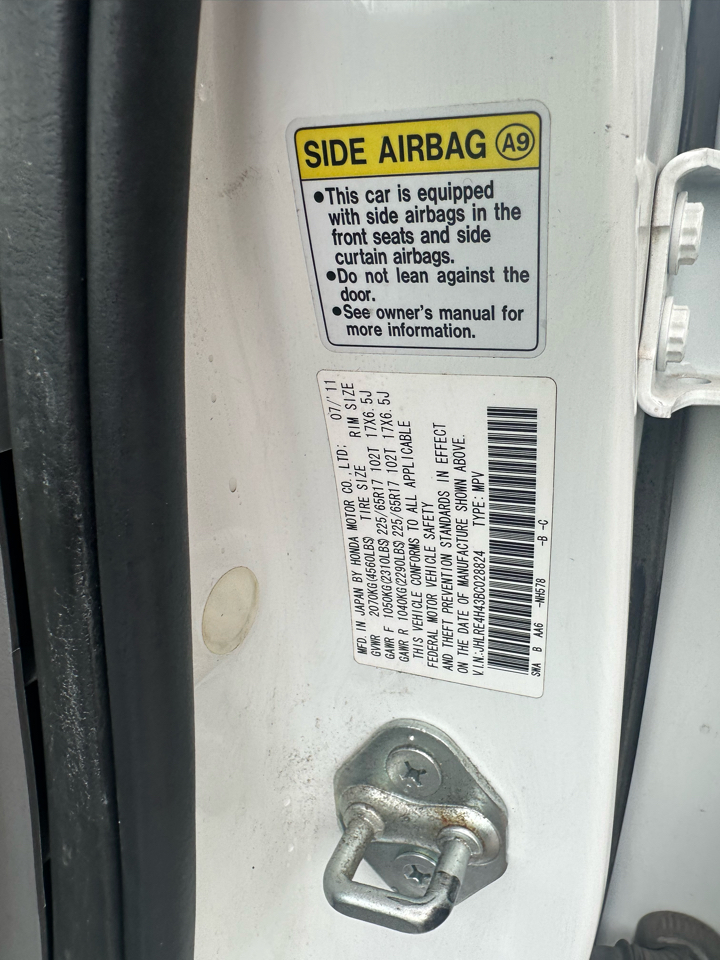 SIDE AIRBAG A9
●This car is equipped
with side airbags in the
front seats and side
curtain airbags.
●Do not lean against the
door.
●See owner's manual for
more information.
MFD. IN JAPAN BY HONDA MOTOR CO., LTD; 07/'11
GVWR 2070KG(4560LBS) TIRE SIZE RIM SIZE
GAWR F 1050KG(2310LBS) 225/65R17 102T 17X6.5J
GAWR R 1040KG(2290LBS) 225/65R17 102T 17X6.5J
THIS VEHICLE CONFORMS TO ALL APPLICABLE
FEDERAL MOTOR VEHICLE SAFETY
AND THEFT PREVENTION STANDARDS IN EFFECT
ON THE DATE OF MANUFACTURE SHOWN ABOVE.
V.I.N.:JHLRE4H43BC028824 TYPE: MPV
SWA B AA6 -NH578 -B -C